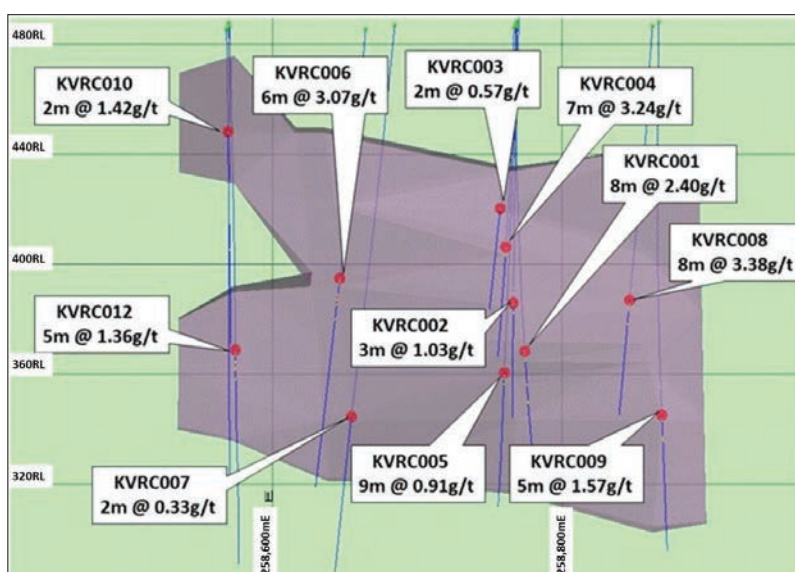 480RL
KVRC010
2m @ 1.42g/t
KVRC006
6m @ 3.07g/t
KVRC003
2m @ 0.57g/t
KVRC004
7m @ 3.24g/t
440RL
KVRC001
8m @ 2.40g/t
400RL
KVRC008
8m @ 3.38g/t
KVRC012
5m @ 1.36g/t
KVRC002
3m @ 1.03g/t
360RL
KVRC007
2m @ 0.33g/t
KVRC005
9m @ 0.91g/t
KVRC009
5m @ 1.57g/t
320RL
258,600mE
258,800mE